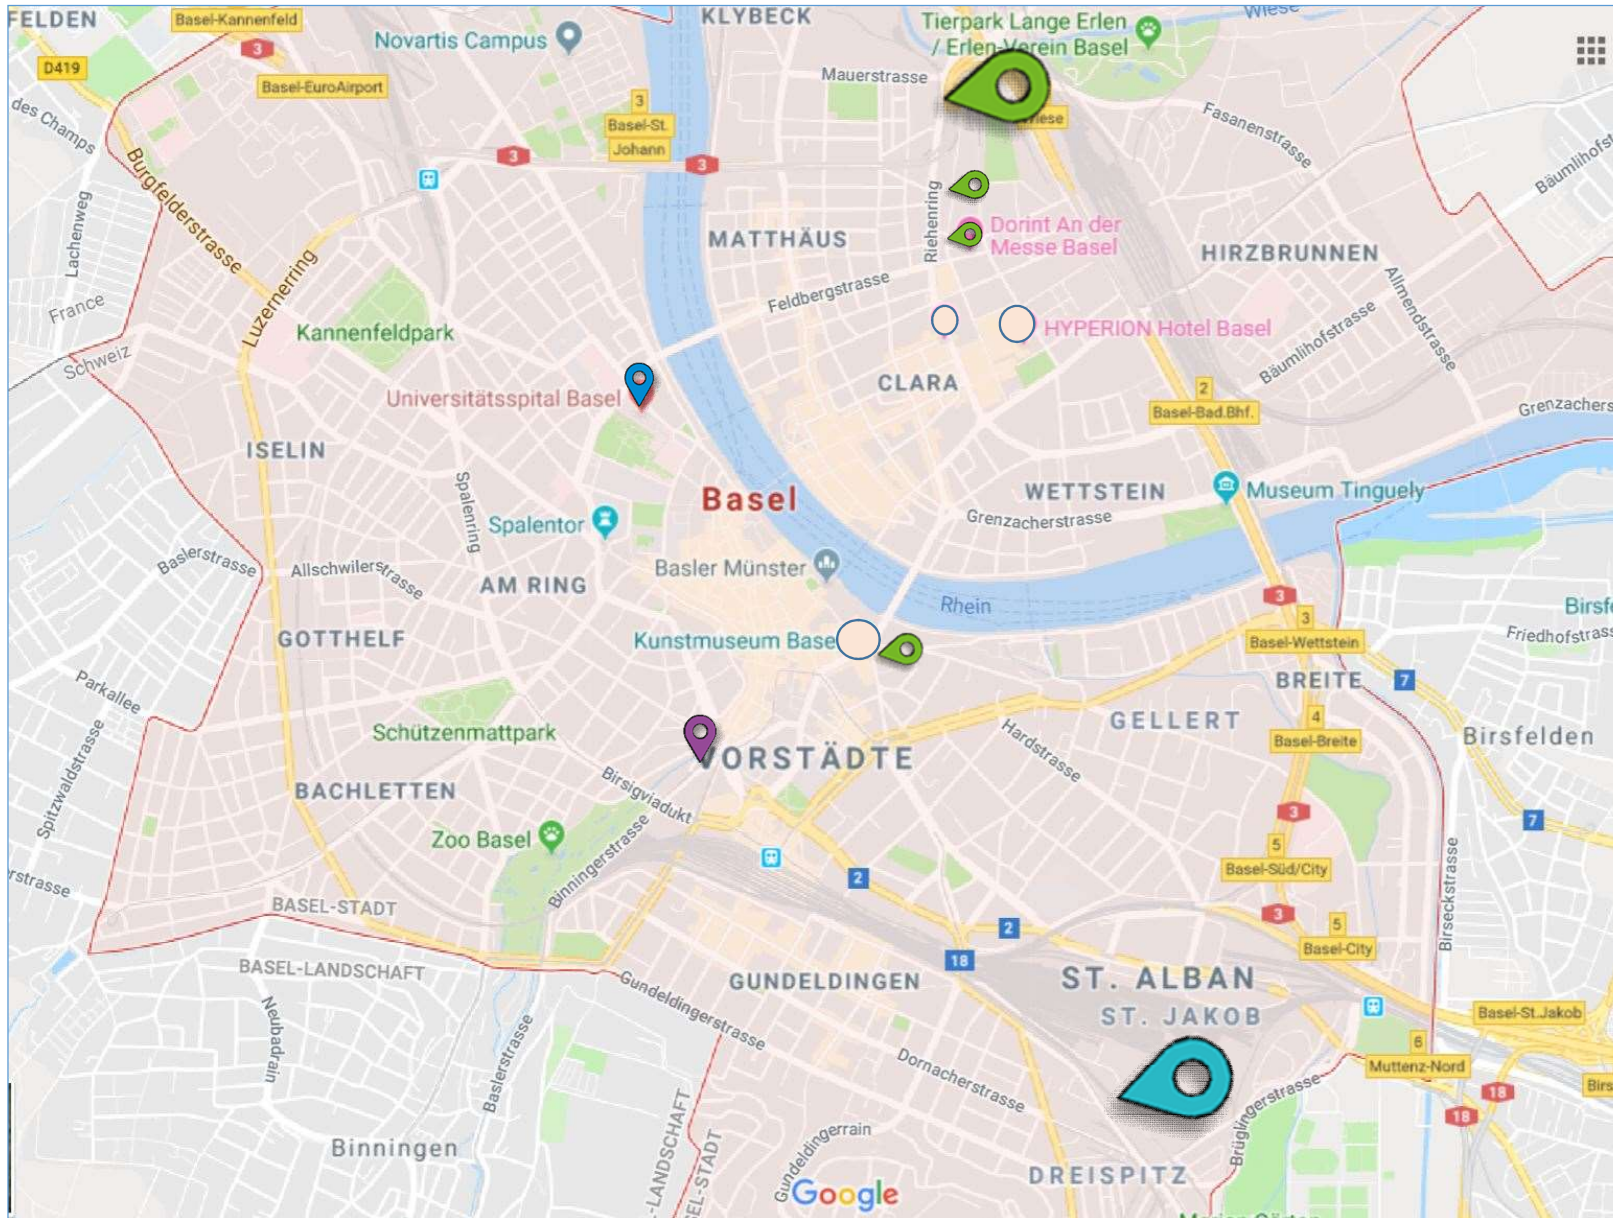 FELDEN
Basel-Kannenfeld
3
D419
Basel-EuroAirport
Novartis Campus
KLYBECK
Tierpark Lange Erlen
/ Erlen-Verein Basel
Wiese
Mauerstrasse
Wiese
Fasanenstrasse
des Champs
3
Basel-St.
Johann
3
3
Burgfelderstrasse
Lachenweg
Riehenring
MATTHÄUS
Dorint An der
Messe Basel
HIRZBRUNNEN
Allmendstrasse
Luzernerring
France
Schweiz
Kannenfeldpark
Feldbergstrasse
HYPERION Hotel Basel
Bäumlihofstrasse
Universitätsspital Basel
CLARA
2
Basel-Bad.Bhf.
Grenzachers
ISELIN
Spalenring
Basel
WETTSTEIN
Grenzacherstrasse
Museum Tinguely
Spalentor
Baslerstrasse
Allschwilerstrasse
AM RING
Basler Münster
Rhein
3
3
Basel-Wettstein
Friedhofstrass
GOTTHELF
Kunstmuseum Base
Parkallee
BREITE
7
GELLERT
4
Basel-Breite
Birsfelden
Schützenmattpark
VORSTÄDTE
Hardstrasse
Spitzwaldstrasse
BACHLETTEN
Birsigviadukt
3
7
Zoo Basel
Binningerstrasse
5
Basel-Süd/City
2
rstrasse
BASEL-STADT
3
5
Basel-City
Birseckstrasse
2
18
BASEL-LANDSCHAFT
GUNDELDINGEN
ST. ALBAN
ST. JAKOB
Gundeldingerstrasse
Basel-St.Jakob
Neubadrain
Baslerstrasse
Dornacherstrasse
6
Muttenz-Nord
18
18
Brüglingerstrasse
Binningen
-LANDSCHAFT
EL-STADT
Gundeldingerrain
DREISPITZ
Google